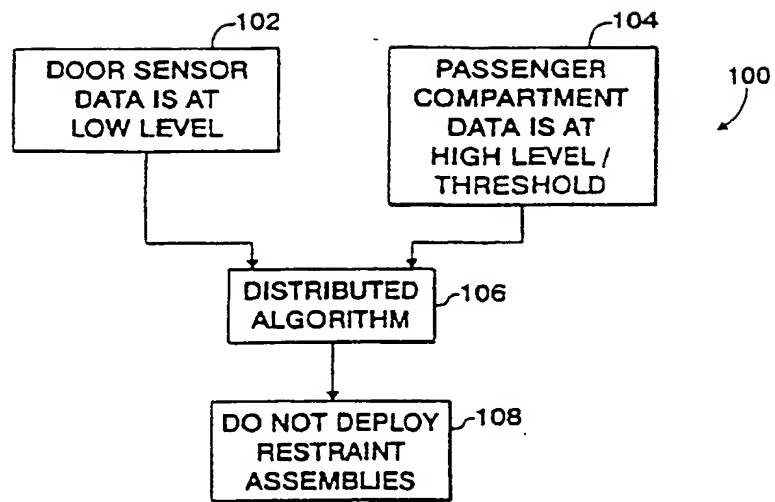 102
DOOR SENSOR
DATA IS AT
LOW LEVEL
104
PASSENGER
COMPARTMENT
DATA IS AT
HIGH LEVEL /
THRESHOLD
100
DISTRIBUTED
ALGORITHM
106
DO NOT DEPLOY
RESTRAINT
ASSEMBLIES
108